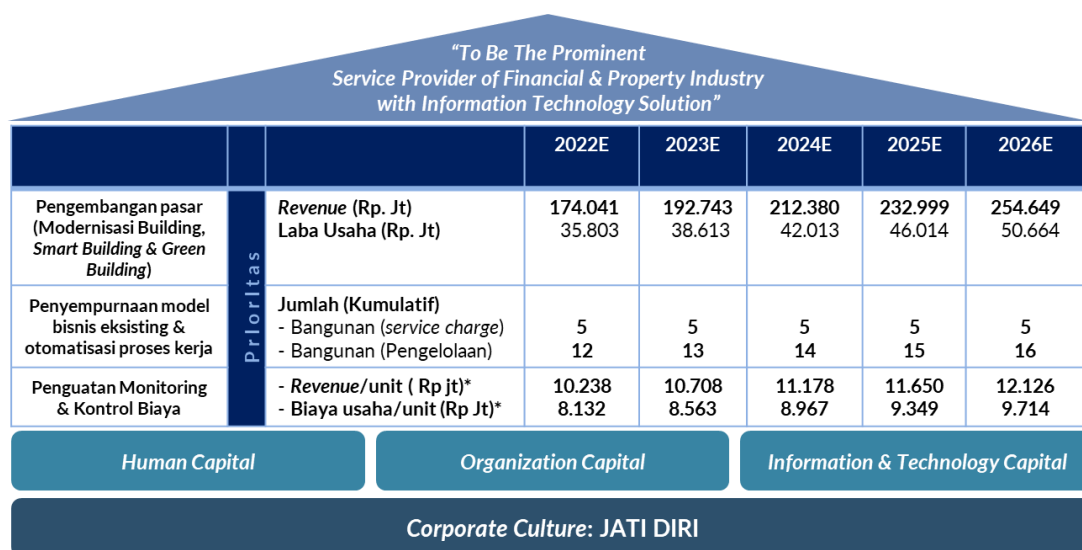 “To Be The Prominent
Service Provider of Financial & Property Industry
with Information Technology Solution”
2022E 2023E 2024E 2025E 2026E
Pengembangan pasar
(Modernisasi Building,
Smart Building & Green
Building)
PrIorItas
Revenue (Rp. Jt) 174.041 192.743 212.380 232.999 254.649
Laba Usaha (Rp. Jt) 35.803 38.613 42.013 46.014 50.664
Penyempurnaan model
bisnis eksisting &
otomatisasi proses kerja
Jumlah (Kumulatif)
- Bangunan (service charge) 5 5 5 5 5
- Bangunan (Pengelolaan) 12 13 14 15 16
Penguatan Monitoring
& Kontrol Biaya
- Revenue/unit ( Rp jt)* 10.238 10.708 11.178 11.650 12.126
- Biaya usaha/unit (Rp Jt)* 8.132 8.563 8.967 9.349 9.714
Human Capital
Organization Capital
Information & Technology Capital
Corporate Culture: JATI DIRI